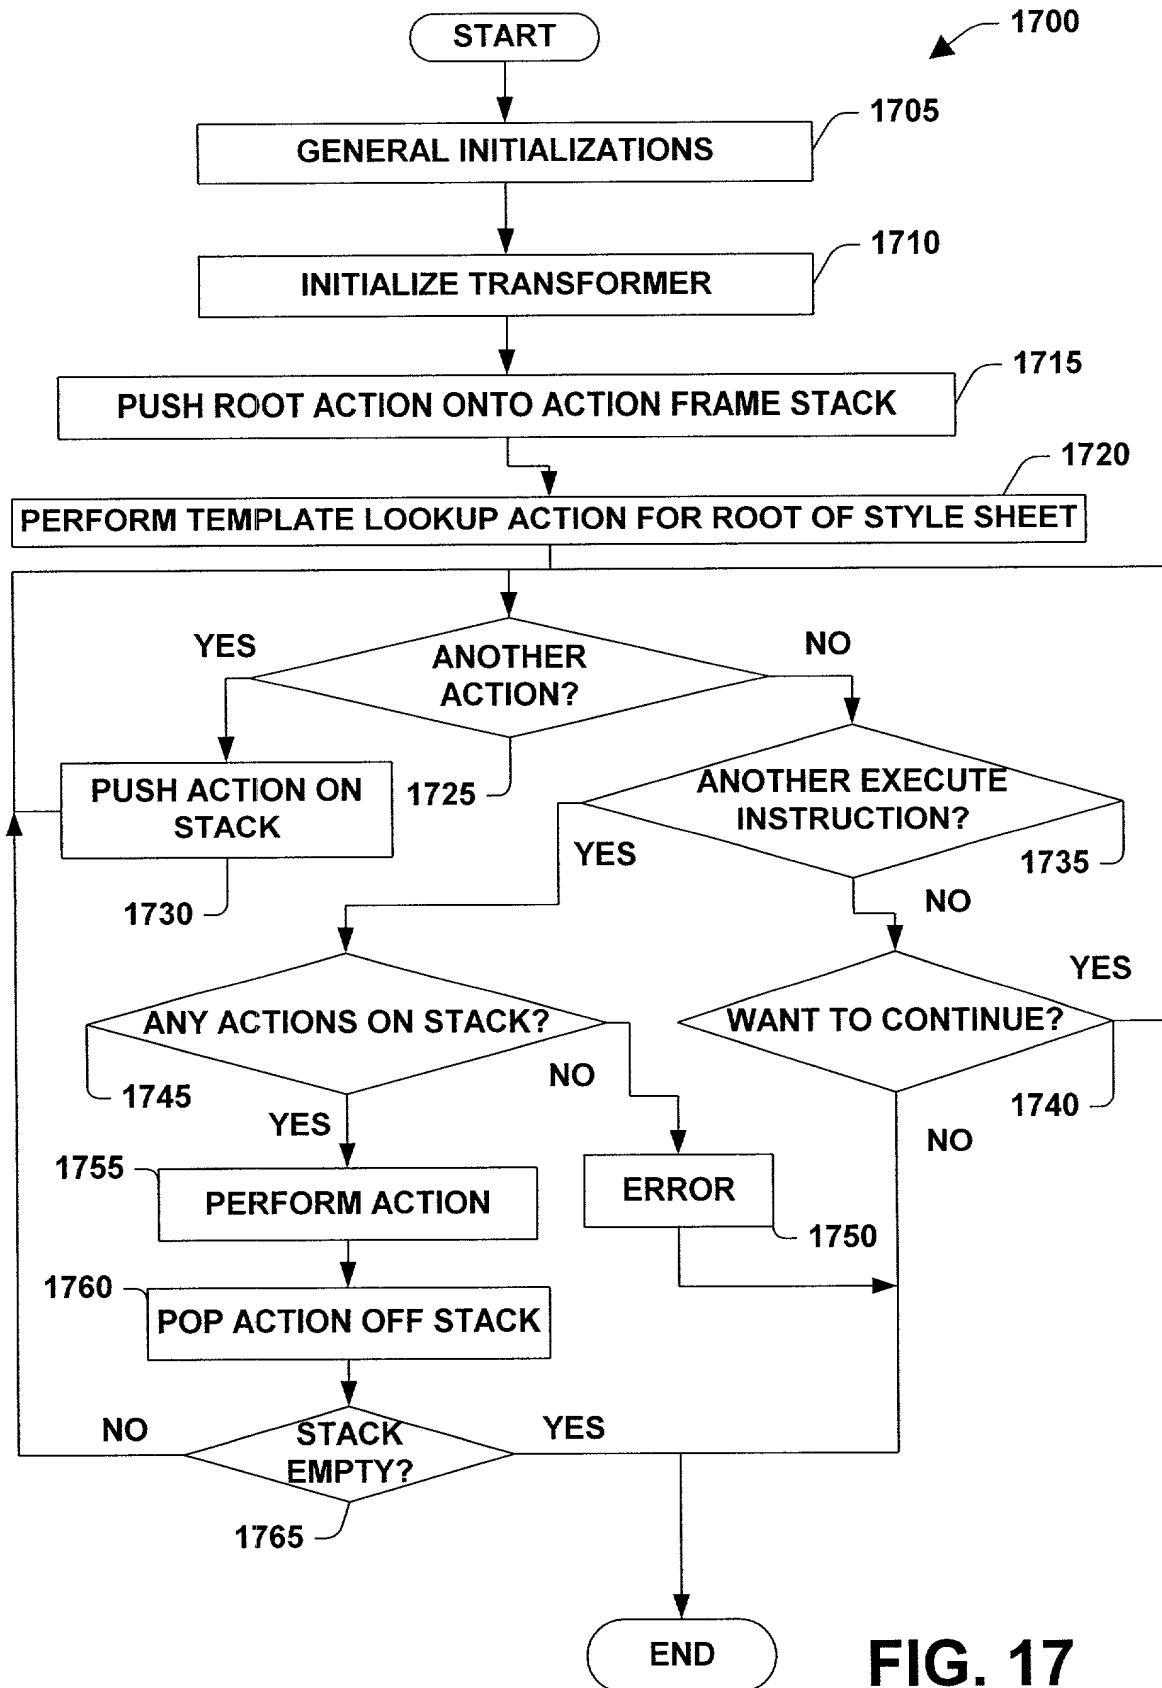 START
1700
1705
GENERAL INITIALIZATIONS
1710
INITIALIZE TRANSFORMER
1715
PUSH ROOT ACTION ONTO ACTION FRAME STACK
1720
PERFORM TEMPLATE LOOKUP ACTION FOR ROOT OF STYLE SHEET
YES
ANOTHER
ACTION?
NO
1725
PUSH ACTION ON
STACK
1730
ANOTHER EXECUTE
INSTRUCTION?
1735
YES
NO
ANY ACTIONS ON STACK?
1745
NO
YES
WANT TO CONTINUE?
YES
1740
NO
1755
PERFORM ACTION
ERROR
1750
1760
POP ACTION OFF STACK
NO
STACK
EMPTY?
YES
1765
END
FIG. 17